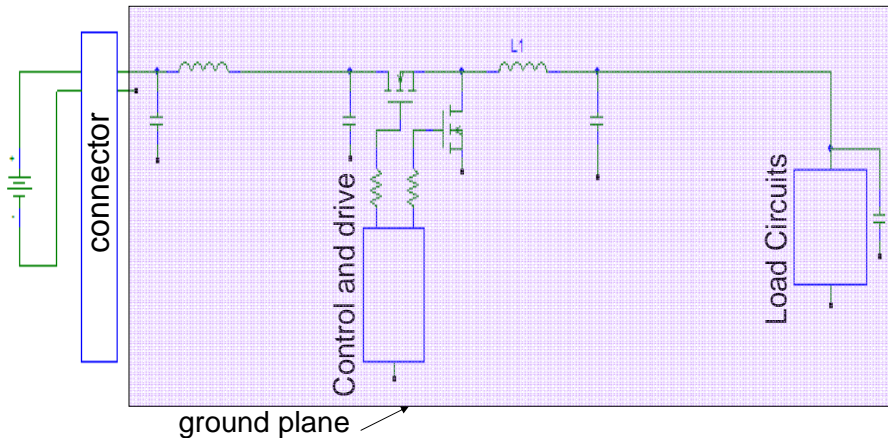 L1
+
-
connector
Control and drive
Load Circuits
ground plane